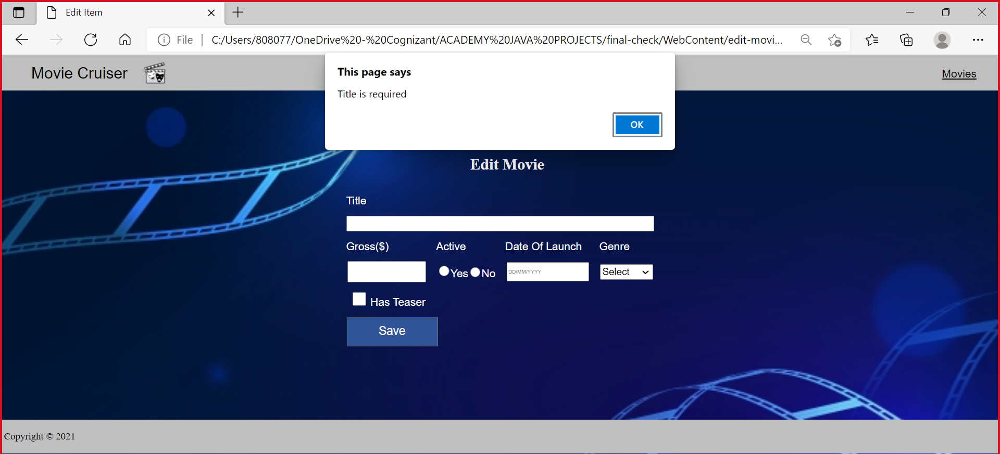 Edit Item
File
C:/Users/808077/OneDrive%20-%20Cognizant/ACADEMY%20JAVA%20PROJECTS/final-check/WebContent/edit-movi...
Movie Cruiser
Movies
This page says
Title is required
OK
Edit Movie
Title
Gross($) Active Date Of Launch Genre
Yes No DD/MM/YYYY Select
Has Teaser
Save
Copyright © 2021